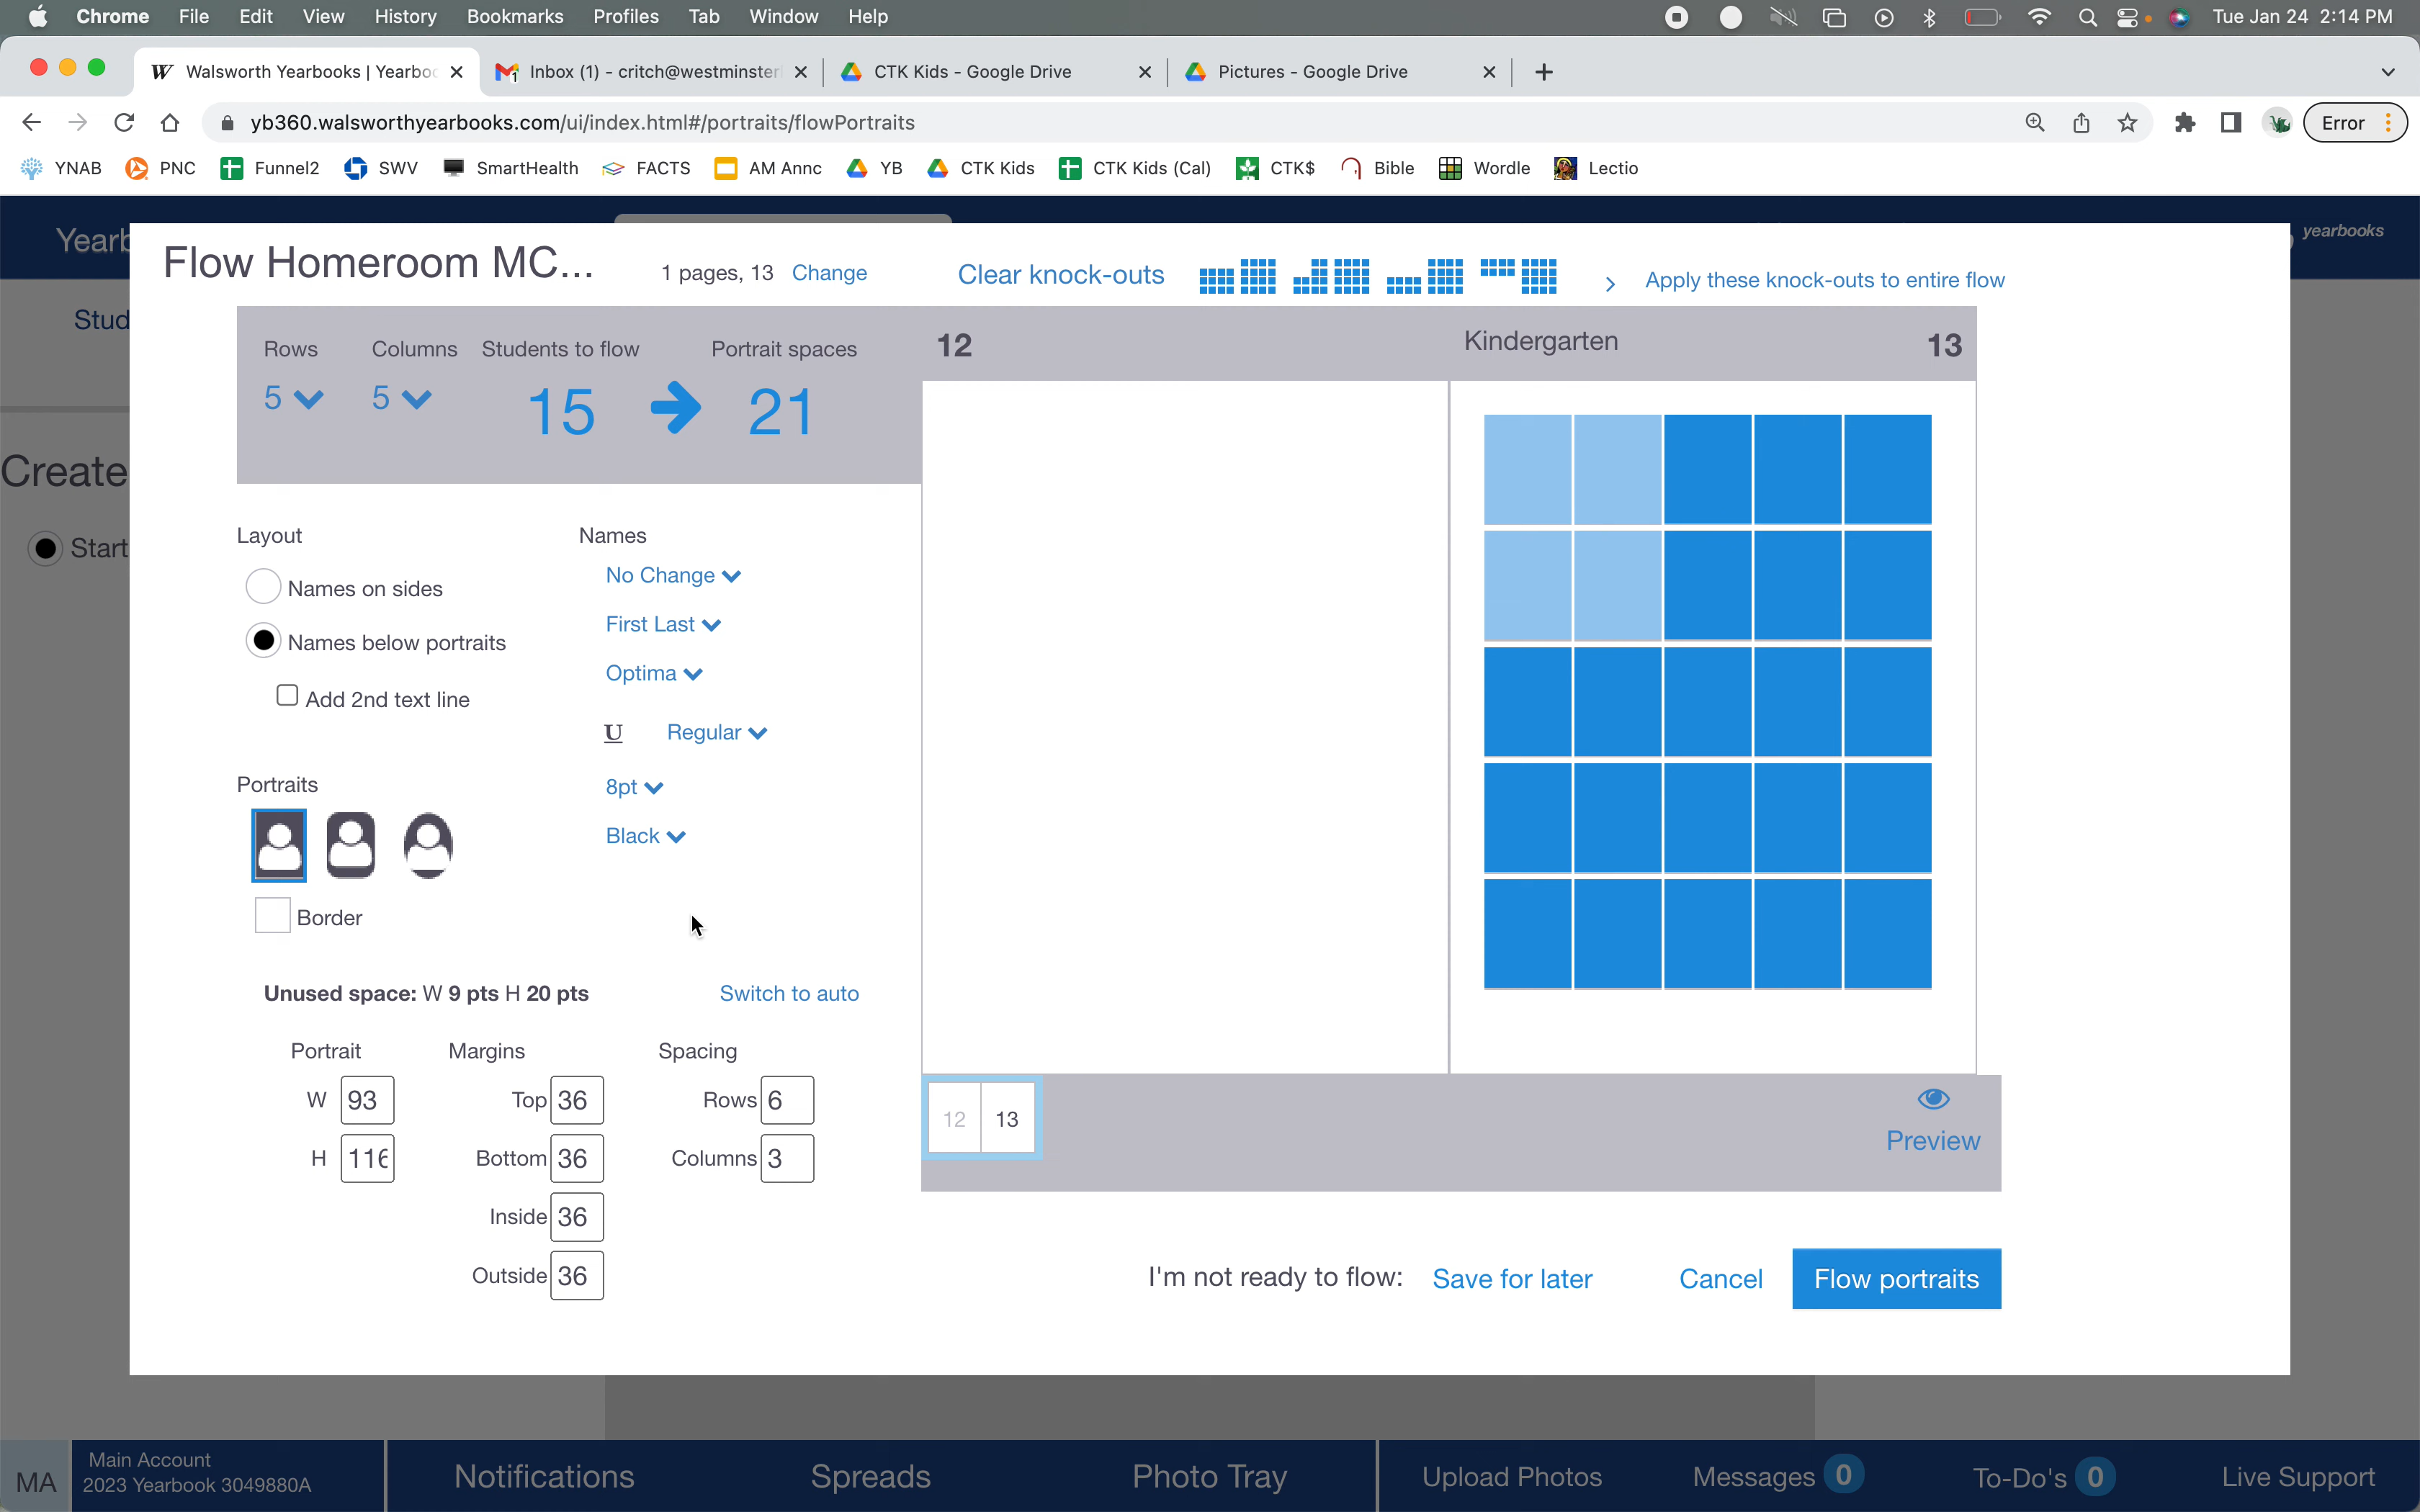 Chrome File Edit View History Bookmarks Profiles Tab Window Help Tue Jan 24 2:14 PM
Walsworth Yearbooks | Yearboo Inbox (1) - critch@westminster CTK Kids - Google Drive Pictures - Google Drive
yb360.walsworthyearbooks.com/ui/index.html#/portraits/flowPortraits Error
YNAB PNC Funnel2 SWV SmartHealth FACTS AM Annc YB CTK Kids CTK Kids (Cal) CTK$ Bible Wordle Lectio
Yearb yearbooks
Flow Homeroom MC... 1 pages, 13 Change Clear knock-outs Apply these knock-outs to entire flow
Stud
Rows Columns Students to flow Portrait spaces 12 Kindergarten 13
5 5 15 21
Create
Start
Layout Names
Names on sides No Change
Names below portraits First Last
Add 2nd text line Optima
U Regular
Portraits 8pt
Black
Border
Unused space: W 9 pts H 20 pts Switch to auto
Portrait Margins Spacing
W 93 Top 36 Rows 6
H 116 Bottom 36 Columns 3
Inside 36
Outside 36
12 13 Preview
I'm not ready to flow: Save for later Cancel Flow portraits
MA Main Account
2023 Yearbook 3049880A
Notifications Spreads Photo Tray Upload Photos Messages 0 To-Do's 0 Live Support